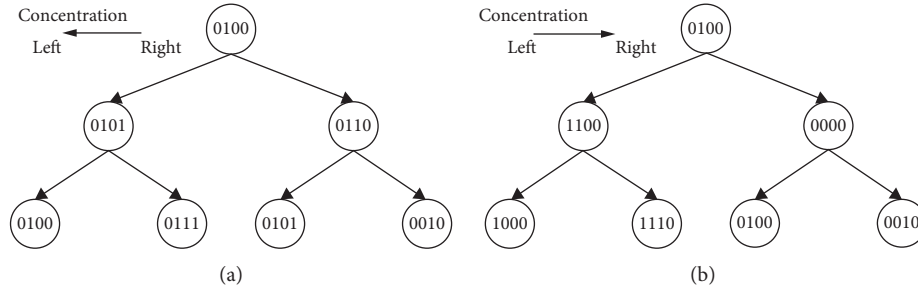 Concentration
Left Right
0100
0101 0110
0100 0111 0101 0010
(a)
Concentration
Left Right
0100
1100 0000
1000 1110 0100 0010
(b)